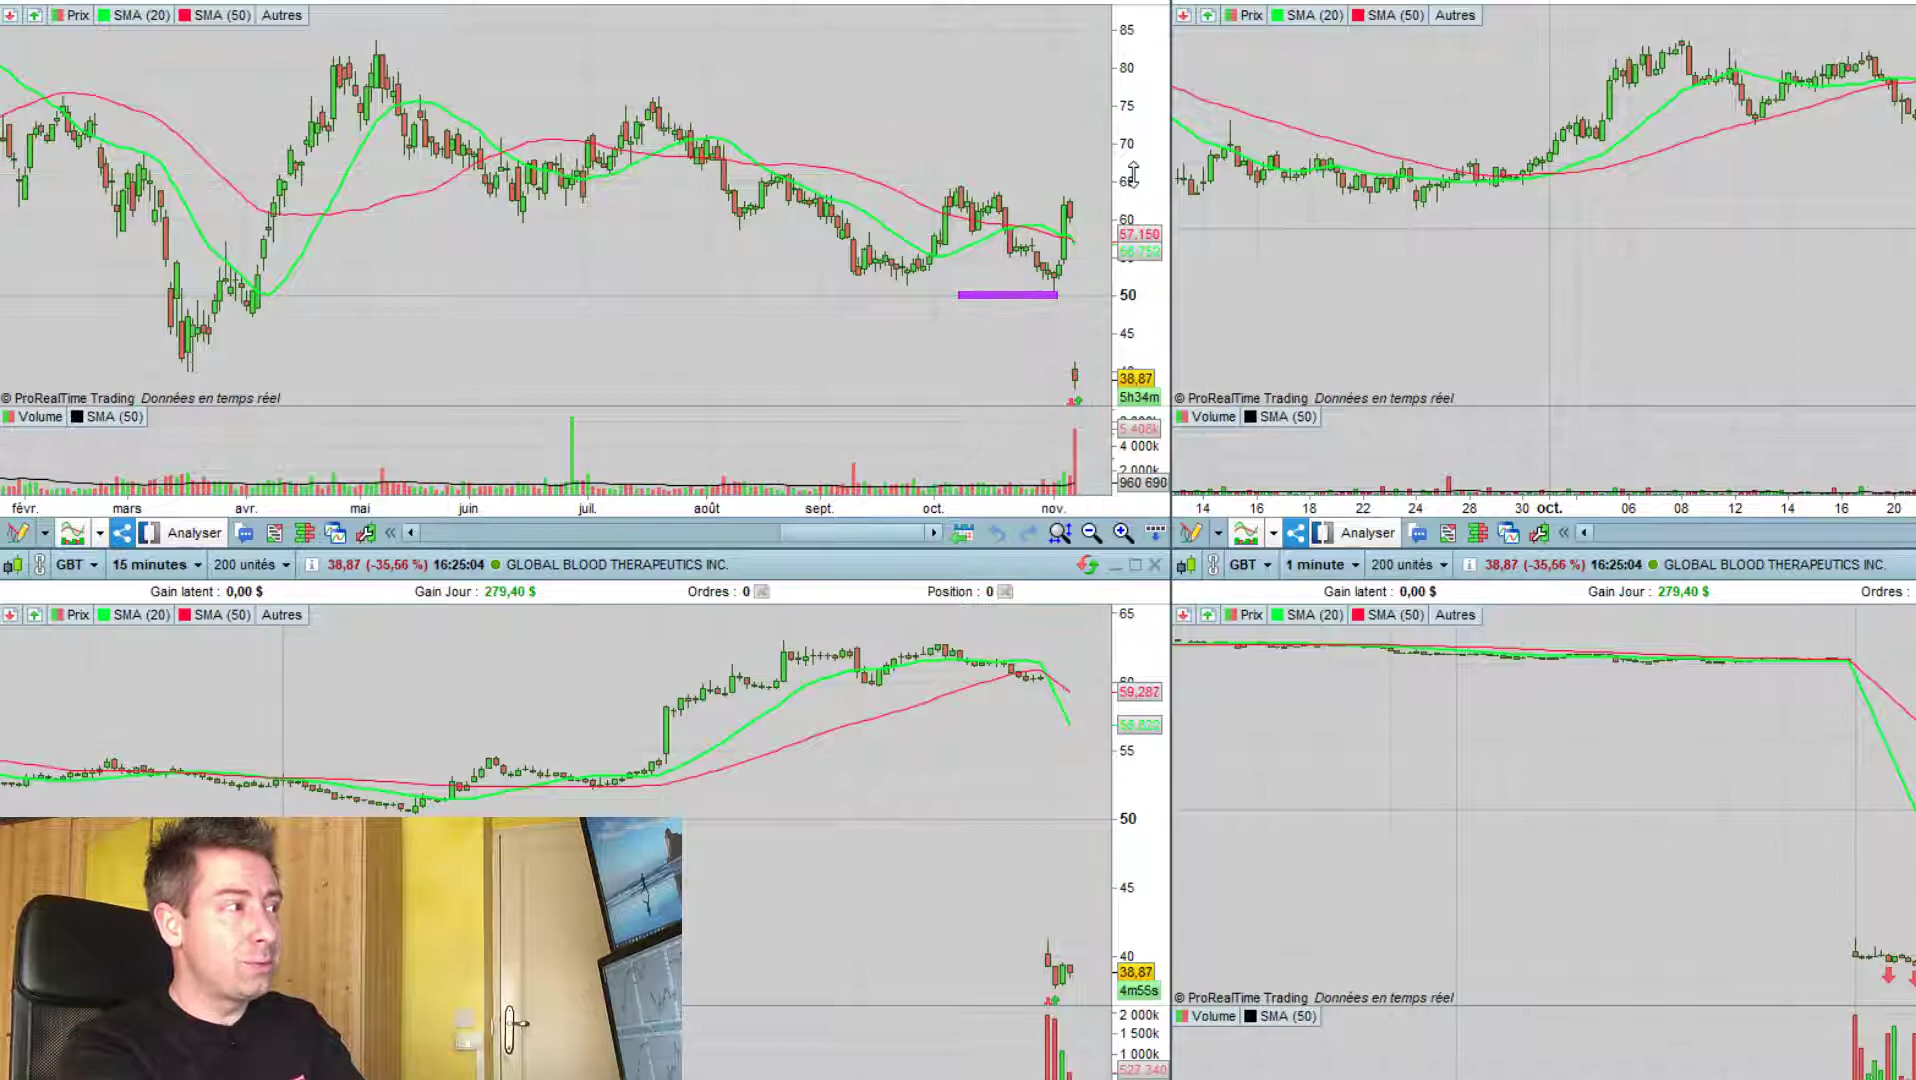 Prix SMA (20) SMA (50) Autres
85
80
75
70
65
60
57,150
50
45
38,87
5h34m
© ProRealTime Trading Données en temps réel
Volume SMA (50)
4 000k
2 000k
960 690
févr. mars avr. mai juin juil. août sept. oct. nov.
Prix SMA (20) SMA (50) Autres
© ProRealTime Trading Données en temps réel
Volume SMA (50)
14 16 18 22 24 28 30 oct. 06 08 12 14 16 20
Analyser
Analyser
GBT 15 minutes 200 unités 38,87 (-35,56 %) 16:25:04 GLOBAL BLOOD THERAPEUTICS INC.
Gain latent : 0,00 $ Gain Jour : 279,40 $ Ordres : 0 Position : 0
Prix SMA (20) SMA (50) Autres
65
59,287
55
50
45
40
38,87
4m55s
2 000k
1 500k
1 000k
527 340
GBT 1 minute 200 unités 38,87 (-35,56 %) 16:25:04 GLOBAL BLOOD THERAPEUTICS INC.
Gain latent : 0,00 $ Gain Jour : 279,40 $ Ordres :
Prix SMA (20) SMA (50) Autres
© ProRealTime Trading Données en temps réel
Volume SMA (50)